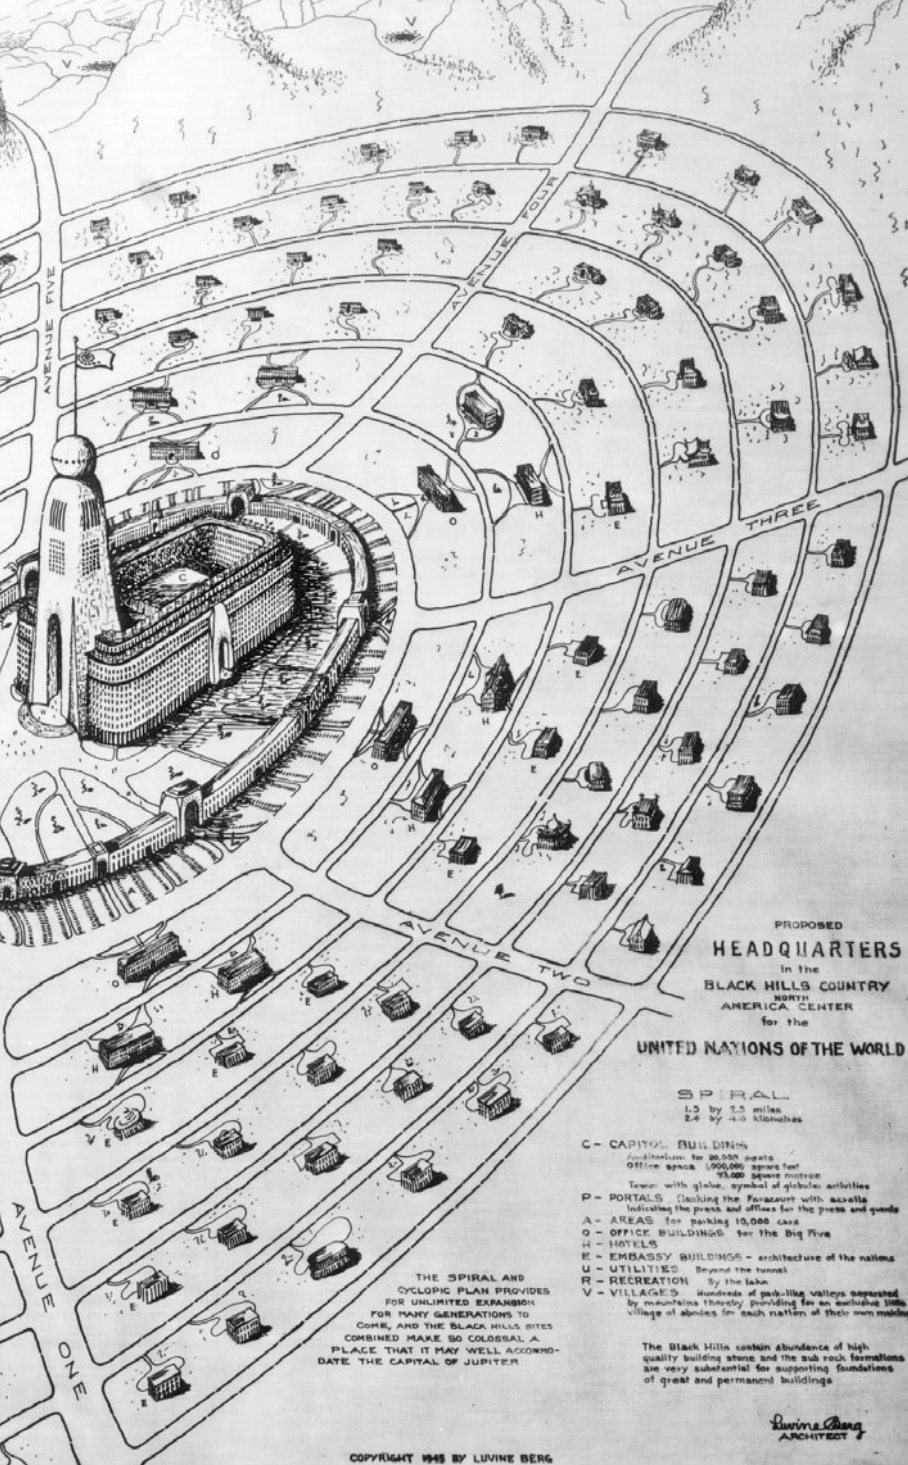 V
V
AVENUE FOUR
AVENUE FIVE
AVENUE THREE
O
O
H
E
C
E
H
E
O
H
E
AVENUE TWO
O
H
E
H
E
E
E
AVENUE ONE
E
E
PROPOSED
HEADQUARTERS
in the
BLACK HILLS COUNTRY
NORTH
AMERICA CENTER
for the
UNITED NATIONS OF THE WORLD
SPIRAL
1.5 by 2.5 miles
2.4 by 4.0 kilometres
C - CAPITOL BUILDING
Auditorium for 20,000 seats
Office space 1,000,000 square feet
93,000 square metres
Tower with globe, symbol of globular activities
P - PORTALS flanking the Foracourt with scrolls
indicating the press and offices for the press and guards
A - AREAS for parking 10,000 cars
O - OFFICE BUILDINGS for the Big Five
H - HOTELS
E - EMBASSY BUILDINGS - architecture of the nations
U - UTILITIES Beyond the tunnel
R - RECREATION By the lake
V - VILLAGES Hundreds of park-like valleys separated
by mountains thereby providing for an exclusive little
village of abodes for each nation of their own making
THE SPIRAL AND
CYCLOPIC PLAN PROVIDES
FOR UNLIMITED EXPANSION
FOR MANY GENERATIONS TO
COME, AND THE BLACK HILLS SITES
COMBINED MAKE SO COLOSSAL A
PLACE THAT IT MAY WELL ACCOMMO-
DATE THE CAPITAL OF JUPITER
The Black Hills contain abundance of high
quality building stone and the sub rock formations
are very substantial for supporting foundations
of great and permanent buildings
Luvine Berg
ARCHITECT
COPYRIGHT 1945 BY LUVINE BERG